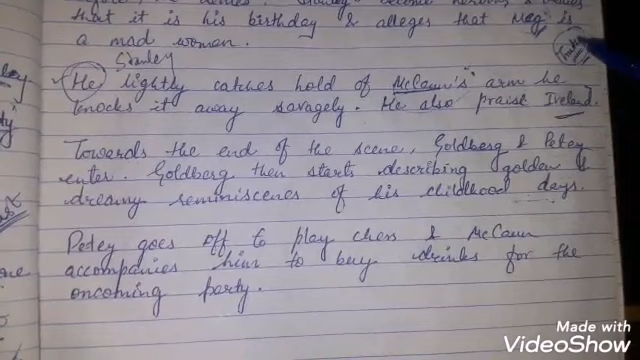 that it is his birthday & alleges that Meg is
a mad woman.
Stanley
He lightly catches hold of McCann's arm he
knocks it away savagely. He also praise Ireland.
Towards the end of the scene, Goldberg & Petey
enter. Goldberg then starts describing golden &
dreamy reminiscenes of his childhood days.
Petey goes off to play chess & McCann
accompanies him to buy drinks for the
oncoming party.
Made with
VideoShow